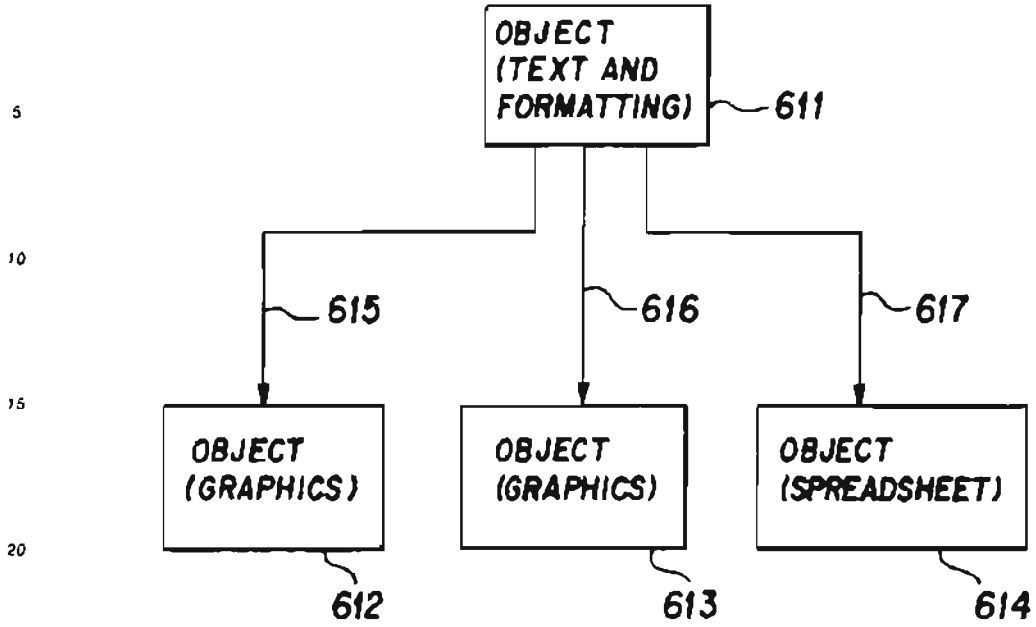 OBJECT
(TEXT AND
FORMATTING)
611
5
10
615
616
617
15
OBJECT
(GRAPHICS)
OBJECT
(GRAPHICS)
OBJECT
(SPREADSHEET)
20
612
613
614